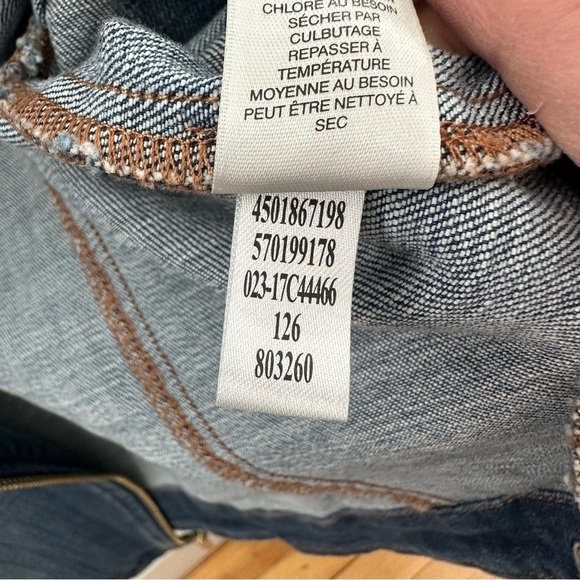 CHLORE AU BESOIN
SÉCHER PAR
CULBUTAGE
REPASSER À
TEMPÉRATURE
MOYENNE AU BESOIN
PEUT ÊTRE NETTOYÉ À
SEC
4501867198
570199178
023-17C44466
126
803260